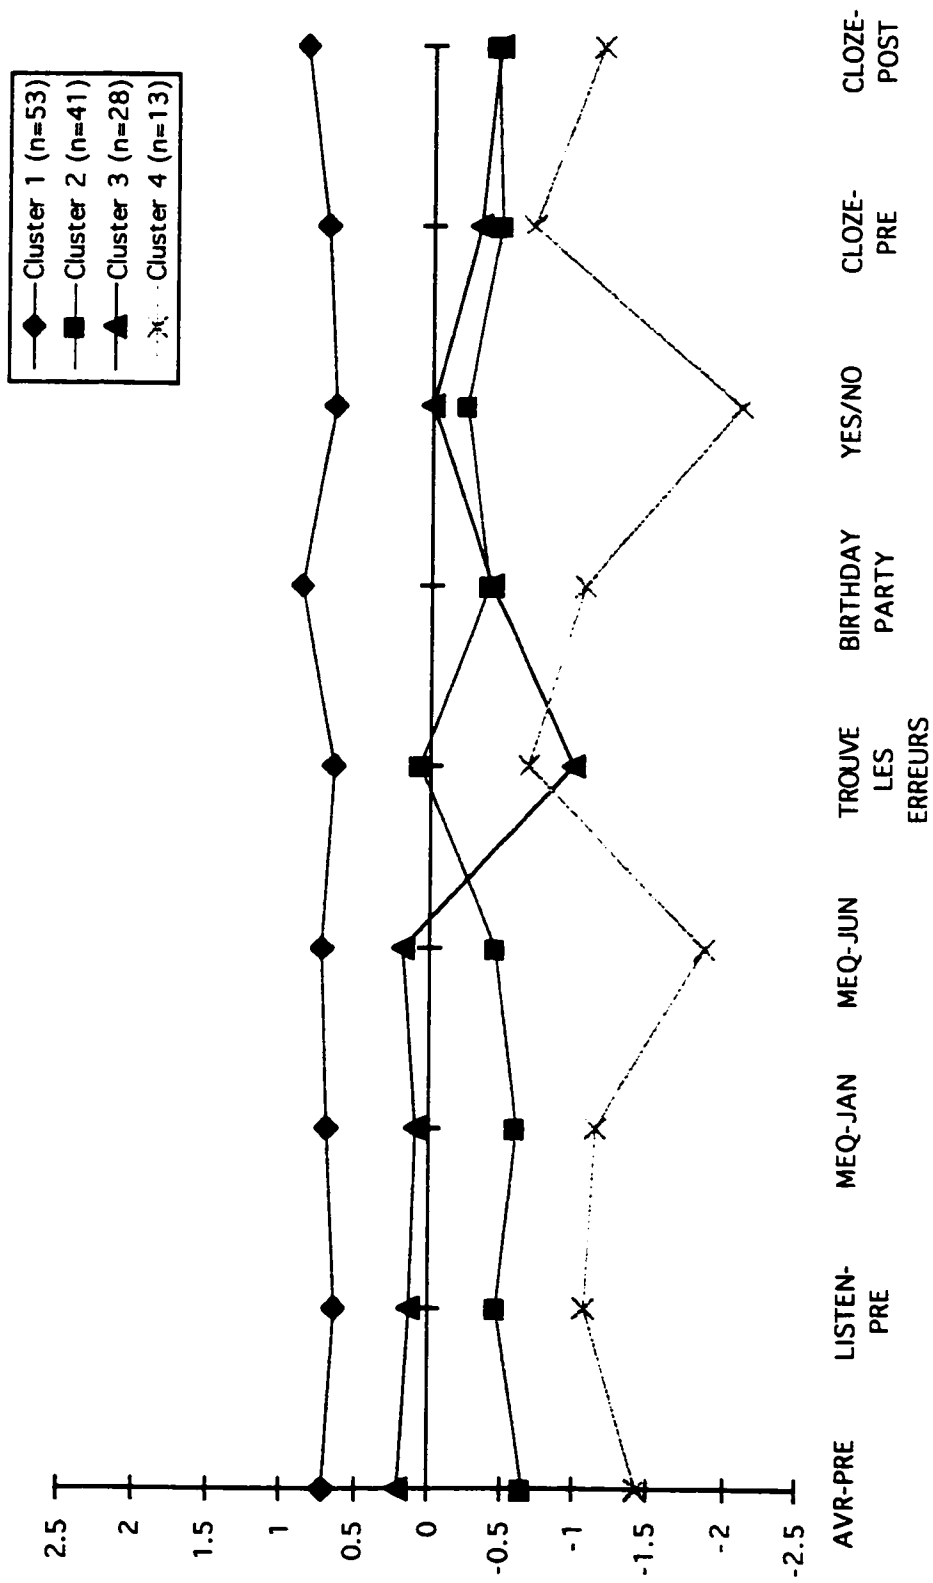 Cluster 1 (n=53)
Cluster 2 (n=41)
Cluster 3 (n=28)
Cluster 4 (n=13)
2.5
2
1.5
1
0.5
0
-0.5
-1
-1.5
-2
-2.5
AVR-PRE
LISTEN-
PRE
MEQ-JAN
MEQ-JUN
TROUVE
LES
ERREURS
BIRTHDAY
PARTY
YES/NO
CLOZE-
PRE
CLOZE-
POST